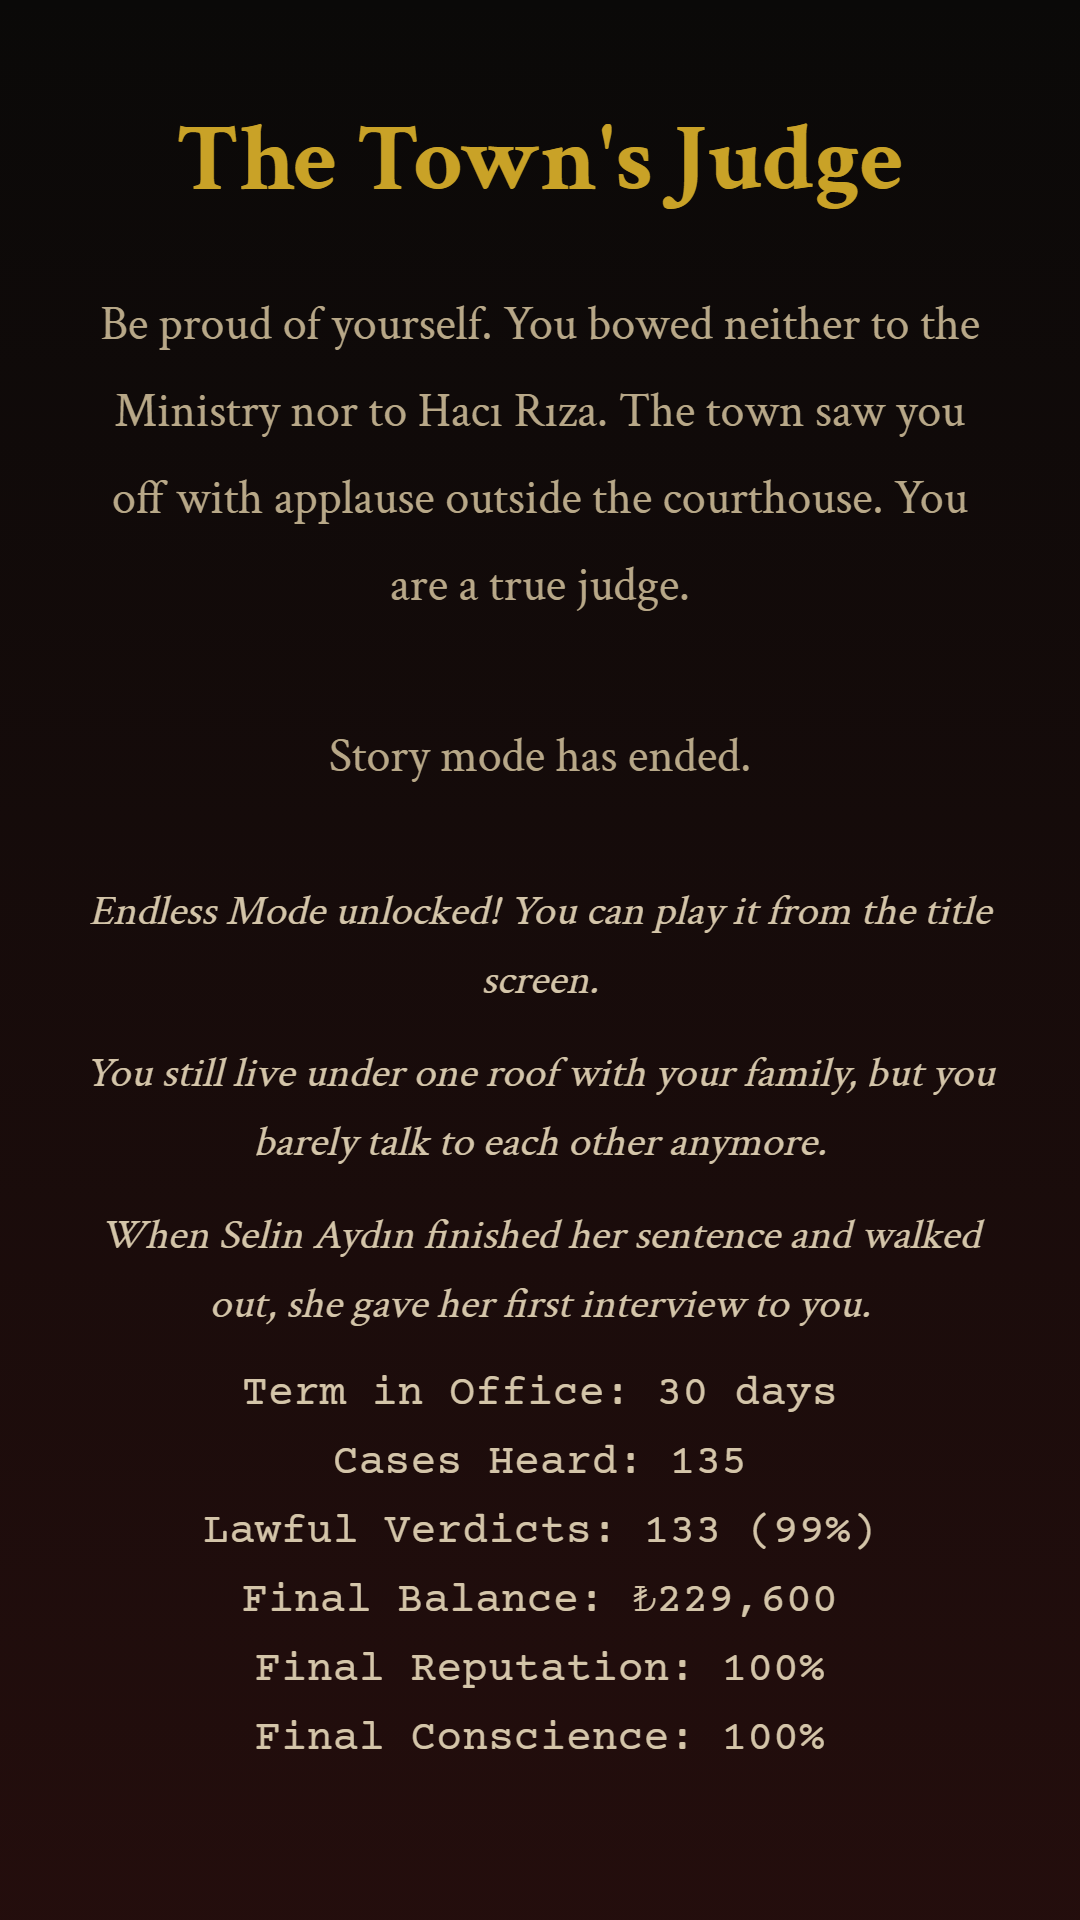 The Town's Judge
Be proud of yourself. You bowed neither to the
Ministry nor to Hacı Rıza. The town saw you
off with applause outside the courthouse. You
are a true judge.
Story mode has ended.
Endless Mode unlocked! You can play it from the title
screen.
You still live under one roof with your family, but you
barely talk to each other anymore.
When Selin Aydın finished her sentence and walked
out, she gave her first interview to you.
Term in Office: 30 days
Cases Heard: 135
Lawful Verdicts: 133 (99%)
Final Balance: ₺229,600
Final Reputation: 100%
Final Conscience: 100%